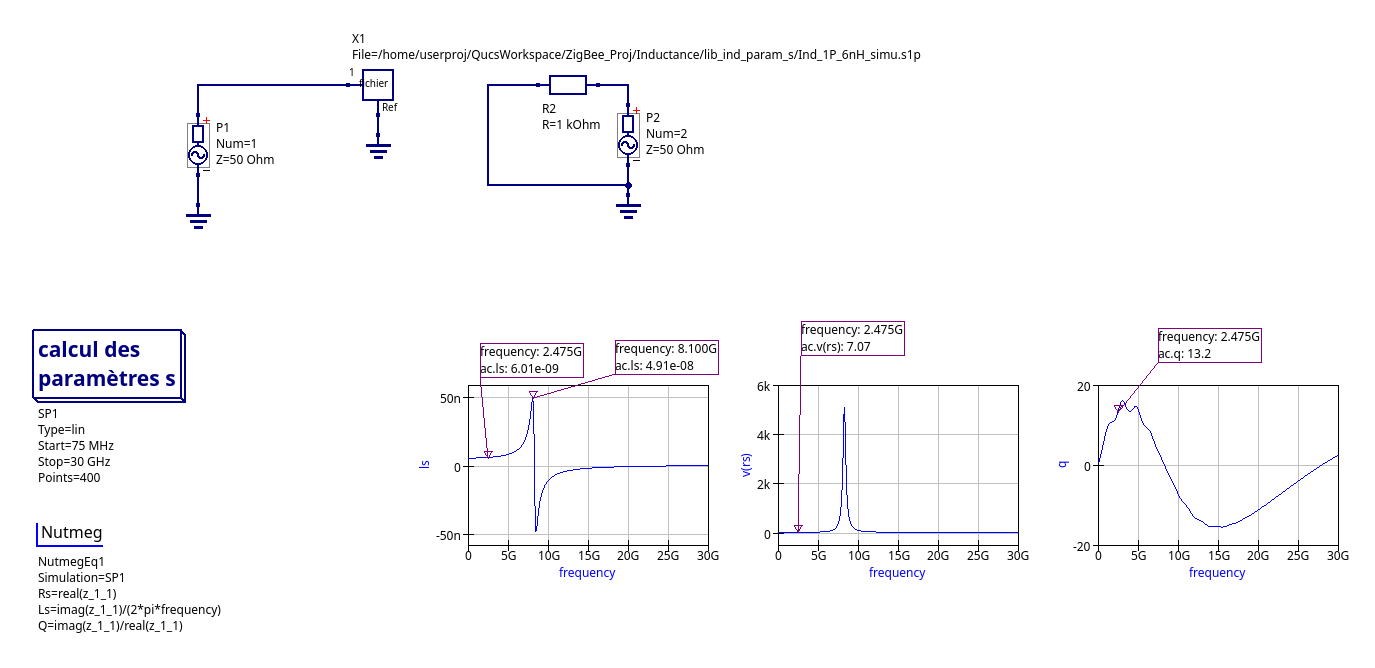 X1
File=/home/userproj/QucsWorkspace/ZigBee_Proj/Inductance/lib_ind_param_s/Ind_1P_6nH_simu.s1p
1
fichier
Ref
P1
Num=1
Z=50 Ohm
R2
R=1 kOhm
P2
Num=2
Z=50 Ohm
calcul des
paramètres s
SP1
Type=lin
Start=75 MHz
Stop=30 GHz
Points=400
Nutmeg
NutmegEq1
Simulation=SP1
Rs=real(z_1_1)
Ls=imag(z_1_1)/(2*pi*frequency)
Q=imag(z_1_1)/real(z_1_1)
frequency: 2.475G
ac.ls: 6.01e-09
frequency: 8.100G
ac.ls: 4.91e-08
50n
0
-50n
ls
0 5G 10G 15G 20G 25G 30G
frequency
frequency: 2.475G
ac.v(rs): 7.07
6k
4k
2k
0
v(rs)
0 5G 10G 15G 20G 25G 30G
frequency
frequency: 2.475G
ac.q: 13.2
20
0
-20
q
0 5G 10G 15G 20G 25G 30G
frequency